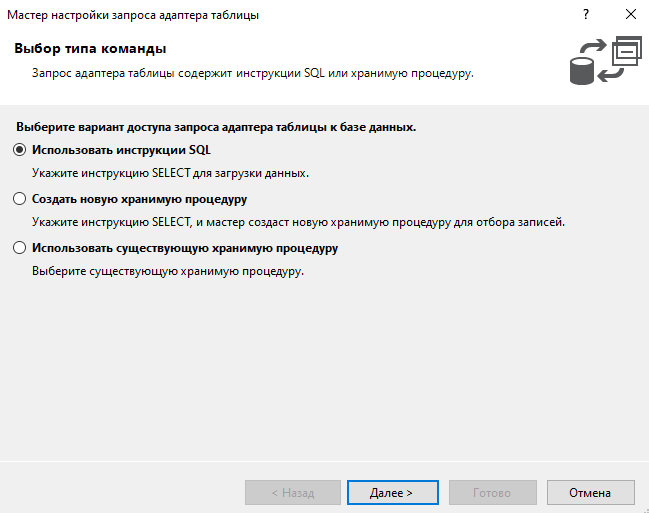 Мастер настройки запроса адаптера таблицы
?
Выбор типа команды
Запрос адаптера таблицы содержит инструкции SQL или хранимую процедуру.
Выберите вариант доступа запроса адаптера таблицы к базе данных.
Использовать инструкции SQL
Укажите инструкцию SELECT для загрузки данных.
Создать новую хранимую процедуру
Укажите инструкцию SELECT, и мастер создаст новую хранимую процедуру для отбора записей.
Использовать существующую хранимую процедуру
Выберите существующую хранимую процедуру.
< Назад
Далее >
Готово
Отмена